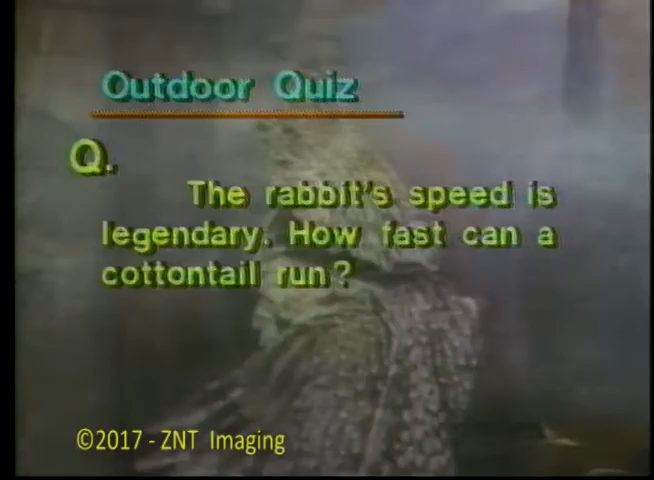 Outdoor Quiz
Q.
The rabbit's speed is
legendary. How fast can a
cottontail run?
©2017 - ZNT Imaging